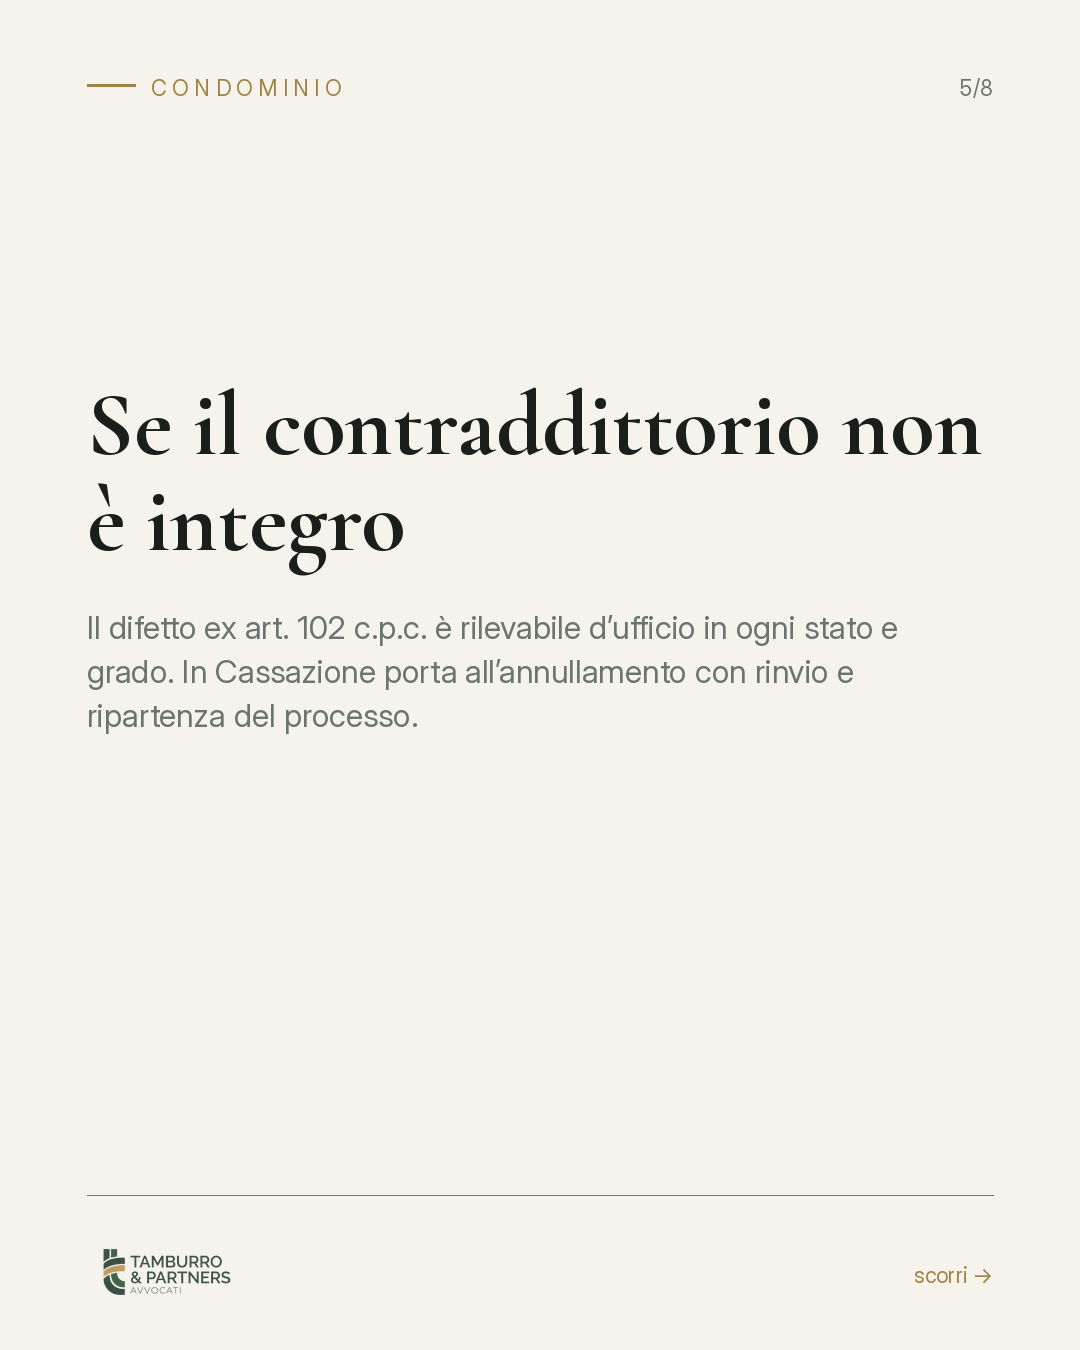 CONDOMINIO
5/8
Se il contraddittorio non
è integro
Il difetto ex art. 102 c.p.c. è rilevabile d’ufficio in ogni stato e
grado. In Cassazione porta all’annullamento con rinvio e
ripartenza del processo.
TAMBURRO
& PARTNERS
AVVOCATI
scorri →